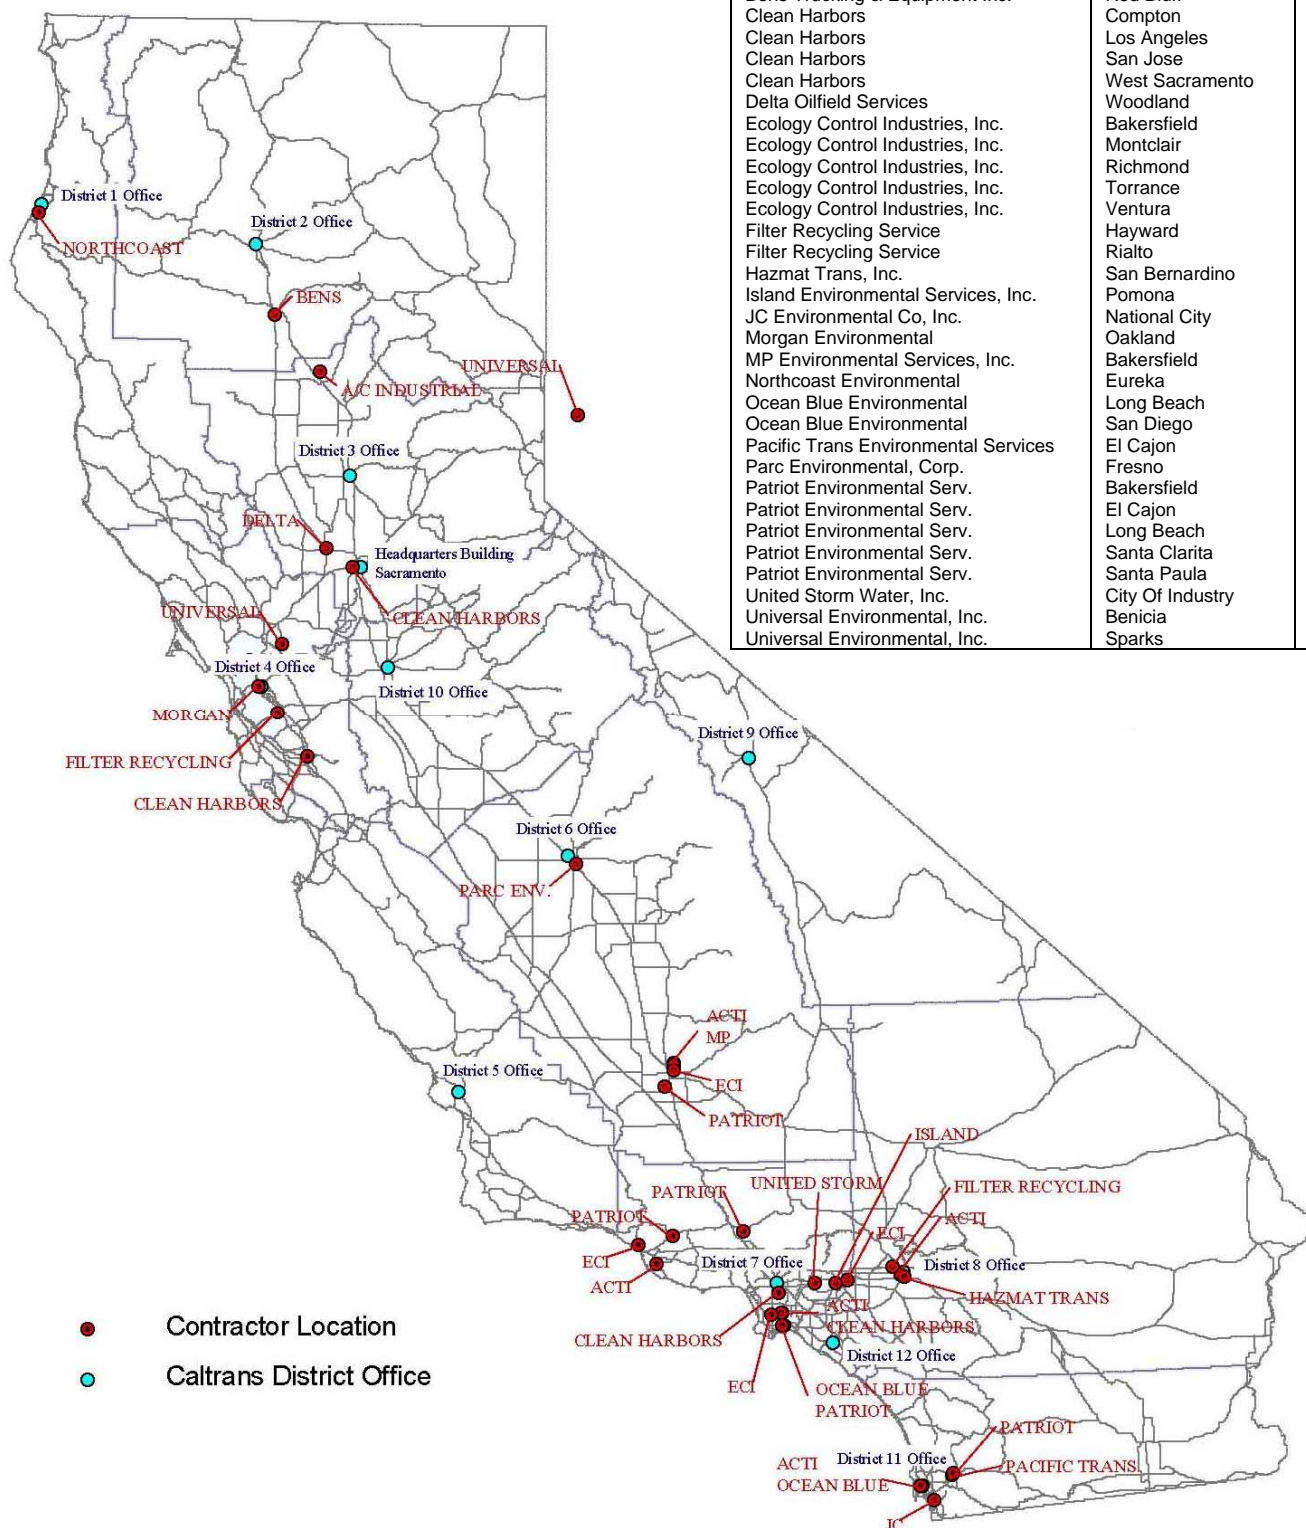 Clean Harbors Compton
Clean Harbors Los Angeles
Clean Harbors San Jose
Clean Harbors West Sacramento
Delta Oilfield Services Woodland
Ecology Control Industries, Inc. Bakersfield
Ecology Control Industries, Inc. Montclair
Ecology Control Industries, Inc. Richmond
Ecology Control Industries, Inc. Torrance
Ecology Control Industries, Inc. Ventura
Filter Recycling Service Hayward
Filter Recycling Service Rialto
Hazmat Trans, Inc. San Bernardino
Island Environmental Services, Inc. Pomona
JC Environmental Co, Inc. National City
Morgan Environmental Oakland
MP Environmental Services, Inc. Bakersfield
Northcoast Environmental Eureka
Ocean Blue Environmental Long Beach
Ocean Blue Environmental San Diego
Pacific Trans Environmental Services El Cajon
Parc Environmental, Corp. Fresno
Patriot Environmental Serv. Bakersfield
Patriot Environmental Serv. El Cajon
Patriot Environmental Serv. Long Beach
Patriot Environmental Serv. Santa Clarita
Patriot Environmental Serv. Santa Paula
United Storm Water, Inc. City Of Industry
Universal Environmental, Inc. Benicia
Universal Environmental, Inc. Sparks
District 1 Office
District 2 Office
NORTHCOAST
BENS
UNIVERSAL
A/C INDUSTRIAL
District 3 Office
DELTA
Headquarters Building
Sacramento
UNIVERSAL
CLEAN HARBORS
District 4 Office
District 10 Office
MORGAN
District 9 Office
FILTER RECYCLING
CLEAN HARBORS
District 6 Office
PARC ENV.
ACTI
MP
District 5 Office
ECI
PATRIOT
ISLAND
UNITED STORM
FILTER RECYCLING
PATRIOT
PATRIOT
ACTI
ECI
ECI
District 7 Office
District 8 Office
ACTI
HAZMAT TRANS
ACTI
CLEAN HARBORS
CLEAN HARBORS
District 12 Office
ECI
OCEAN BLUE
PATRIOT
Contractor Location
Caltrans District Office
PATRIOT
District 11 Office
ACTI
PACIFIC TRANS
OCEAN BLUE
JC